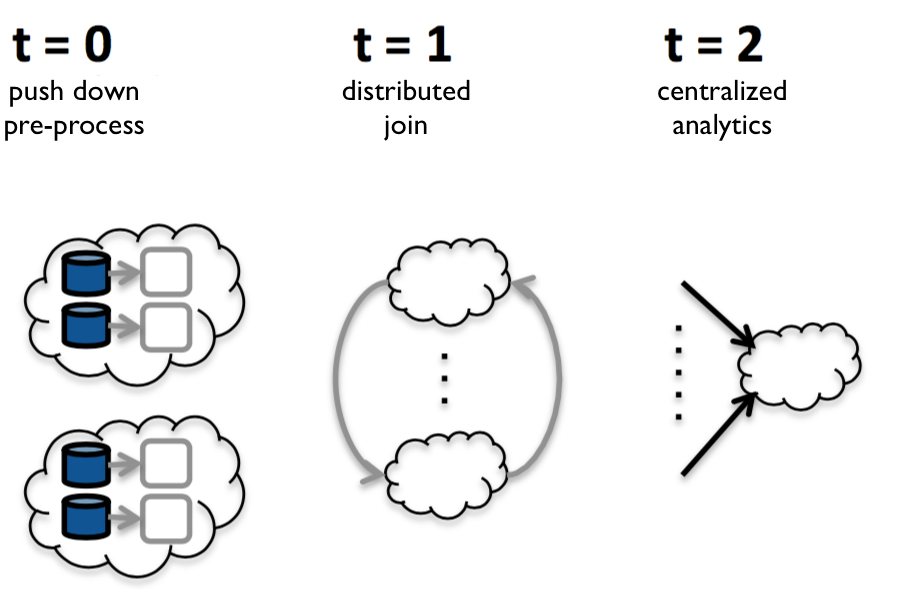 t = 0
push down
pre-process
t = 1
distributed
join
t = 2
centralized
analytics